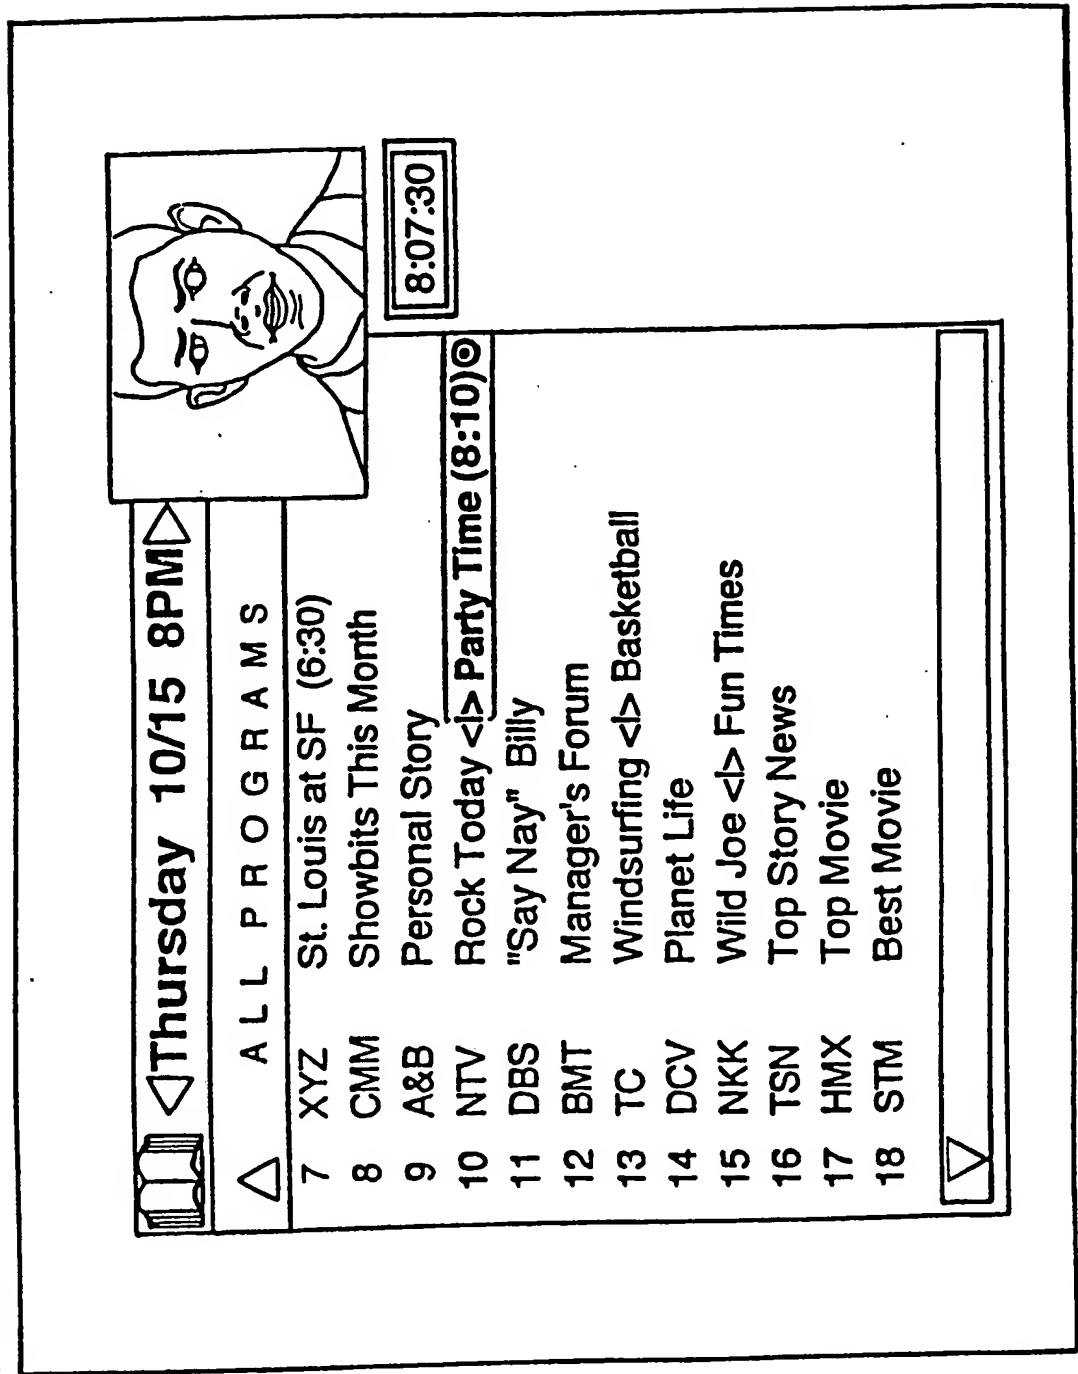 Thursday 10/15 8PM
ALL PROGRAMS
8:07:30
7 XYZ St. Louis at SF (6:30)
8 CMM Showbits This Month
9 A&B Personal Story
10 NTV Rock Today <|> Party Time (8:10)
11 DBS "Say Nay" Billy
12 BMT Manager's Forum
13 TC Windsurfing <|> Basketball
14 DCV Planet Life
15 NKK Wild Joe <|> Fun Times
16 TSN Top Story News
17 HMX Top Movie
18 STM Best Movie